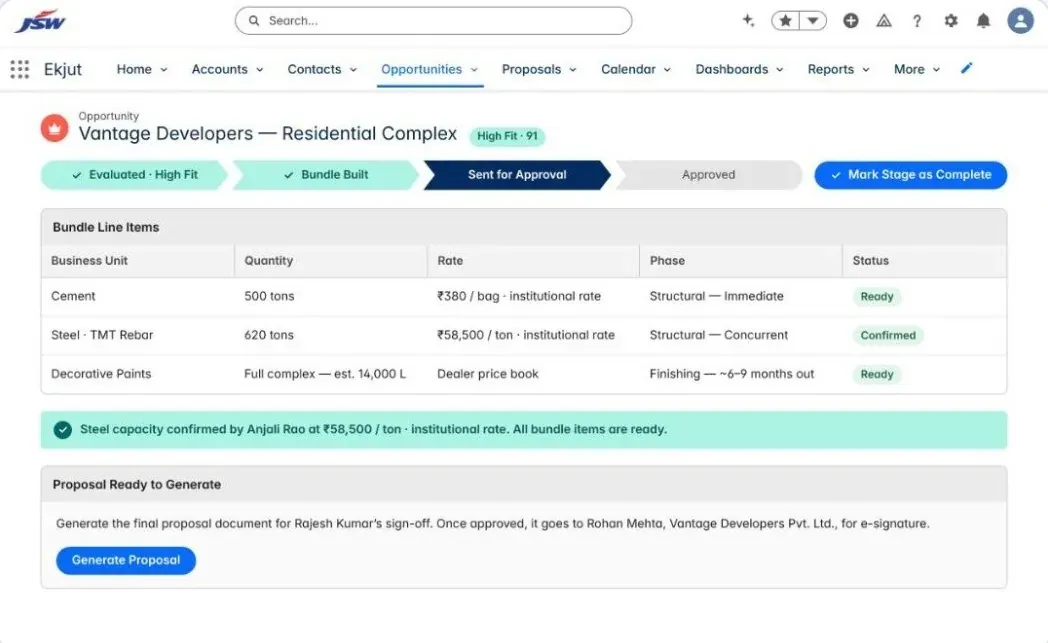 JSW
Search...
Ekjut Home Accounts Contacts Opportunities Proposals Calendar Dashboards Reports More
Opportunity
Vantage Developers — Residential Complex High Fit · 91
Evaluated · High Fit Bundle Built Sent for Approval Approved Mark Stage as Complete
Bundle Line Items
Business Unit Quantity Rate Phase Status
Cement 500 tons ₹380 / bag · institutional rate Structural — Immediate Ready
Steel · TMT Rebar 620 tons ₹58,500 / ton · institutional rate Structural — Concurrent Confirmed
Decorative Paints Full complex — est. 14,000 L Dealer price book Finishing — ~6–9 months out Ready
Steel capacity confirmed by Anjali Rao at ₹58,500 / ton · institutional rate. All bundle items are ready.
Proposal Ready to Generate
Generate the final proposal document for Rajesh Kumar's sign-off. Once approved, it goes to Rohan Mehta, Vantage Developers Pvt. Ltd., for e-signature.
Generate Proposal